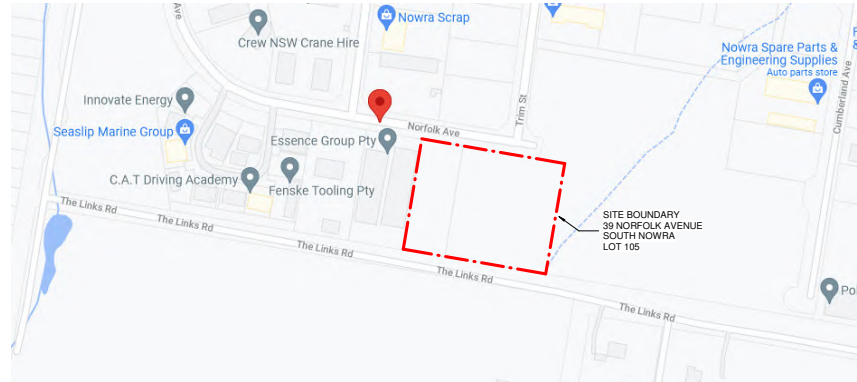 Nowra Scrap
Crew NSW Crane Hire
Ave
Nowra Spare Parts &
Engineering Supplies
Auto parts store
Cumberland Ave
Innovate Energy
Seaslip Marine Group
Norfolk Ave
Trim St
Essence Group Pty
C.A.T Driving Academy
Fenske Tooling Pty
The Links Rd
The Links Rd
The Links Rd
The Links Rd
The Links Rd
SITE BOUNDARY
39 NORFOLK AVENUE
SOUTH NOWRA
LOT 105